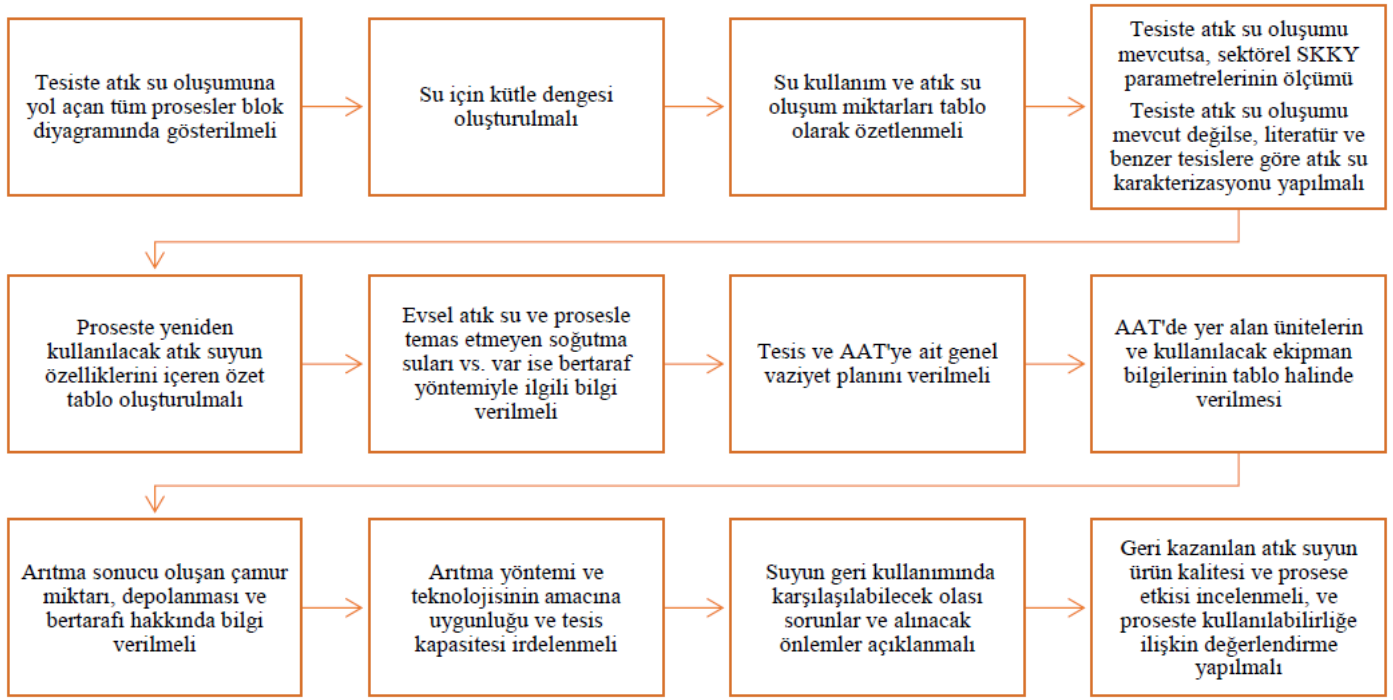 Tesiste atık su oluşumuna
yol açan tüm prosesler blok
diyagramında gösterilmeli
Su için kütle dengesi
oluşturulmalı
Su kullanım ve atık su
oluşum miktarları tablo
olarak özetlenmeli
Tesiste atık su oluşumu
mevcutsa, sektörel SKKY
parametrelerinin ölçümü
Tesiste atık su oluşumu
mevcut değilse, literatür ve
benzer tesislere göre atık su
karakterizasyonu yapılmalı
Proseste yeniden
kullanılacak atık suyun
özelliklerini içeren özet
tablo oluşturulmalı
Evsel atık su ve prosesle
temas etmeyen soğutma
suları vs. var ise bertaraf
yöntemiyle ilgili bilgi
verilmeli
Tesis ve AAT'ye ait genel
vaziyet planını verilmeli
AAT'de yer alan ünitelerin
ve kullanılacak ekipman
bilgilerinin tablo halinde
verilmesi
Arıtma sonucu oluşan çamur
miktarı, depolanması ve
bertarafı hakkında bilgi
verilmeli
Arıtma yöntemi ve
teknolojisinin amacına
uygunluğu ve tesis
kapasitesi irdelenmeli
Suyun geri kullanımında
karşılaşılabilecek olası
sorunlar ve alınacak
önlemler açıklanmalı
Geri kazanılan atık suyun
ürün kalitesi ve prosese
etkisi incelenmeli, ve
proseste kullanılabilirliğe
ilişkin değerlendirme
yapılmalı